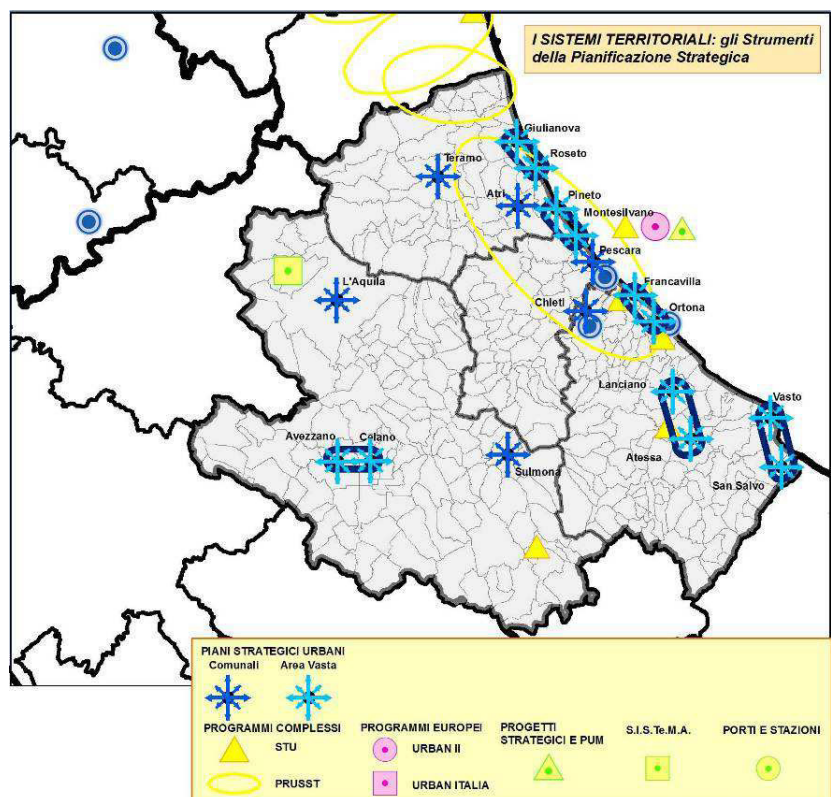 I SISTEMI TERRITORIALI: gli Strumenti
della Pianificazione Strategica
Giulianova
Teramo
Roseto
Atri
Pineto
Montesilvano
Pescara
L'Aquila
Francavilla
Chieti
Ortona
Lanciano
Vasto
Avezzano
Celano
Atessa
Sulmona
San Salvo
PIANI STRATEGICI URBANI
Comunali
Area Vasta
PROGRAMMI COMPLESSI
STU
PRUSST
PROGRAMMI EUROPEI
URBAN II
URBAN ITALIA
PROGETTI
STRATEGICI E PUM
S.I.S.Te.M.A.
PORTI E STAZIONI